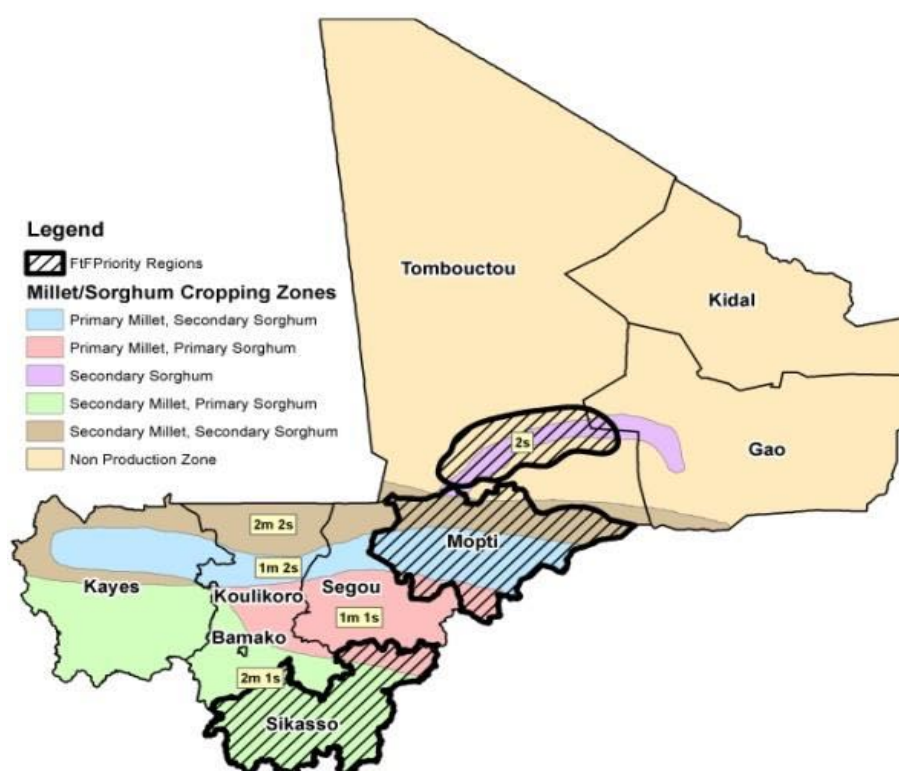 Legend
FtFPriority Regions
Millet/Sorghum Cropping Zones
Primary Millet, Secondary Sorghum
Primary Millet, Primary Sorghum
Secondary Sorghum
Secondary Millet, Primary Sorghum
Secondary Millet, Secondary Sorghum
Non Production Zone
Tombouctou
Kidal
2s
Gao
2m 2s
Mopti
1m 2s
Kayes
Koulikoro
Segou
1m 1s
Bamako
2m 1s
Sikasso